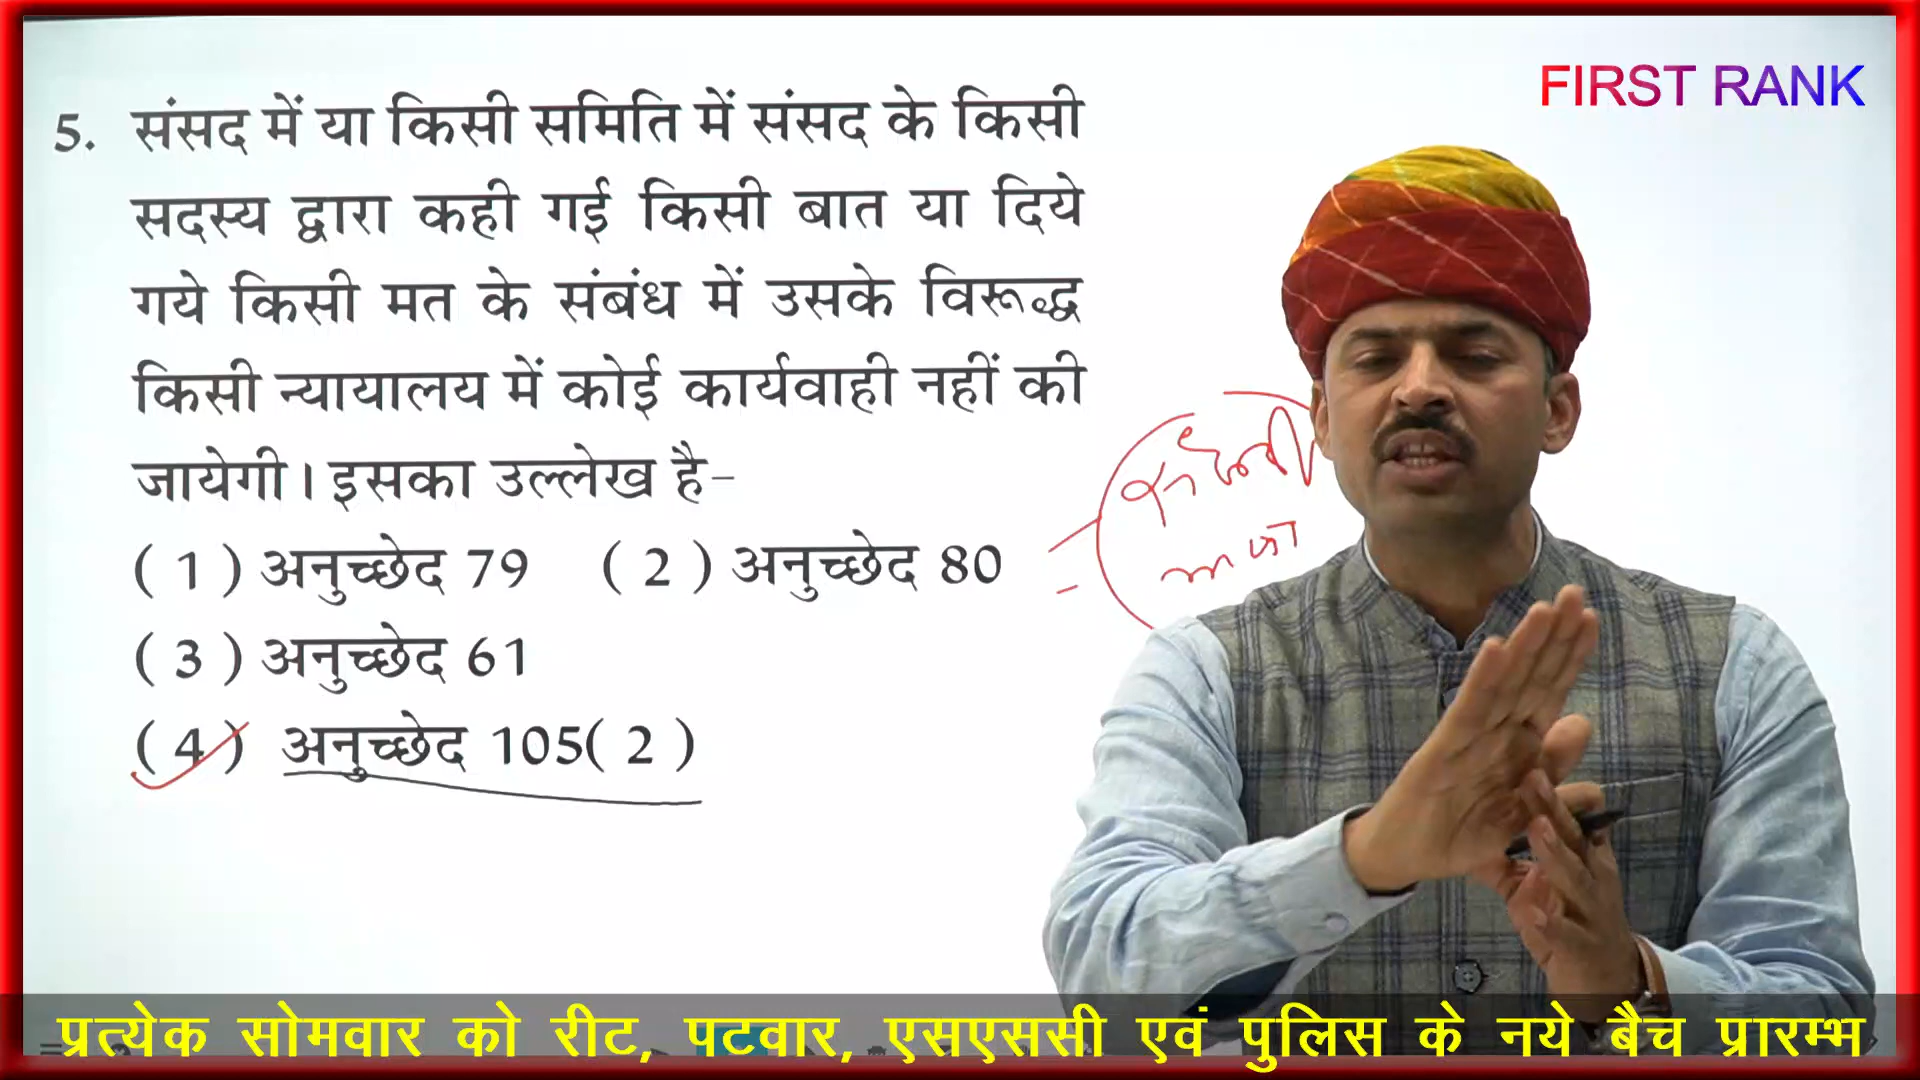 FIRST RANK
5. संसद में या किसी समिति में संसद के किसी
सदस्य द्वारा कही गई किसी बात या दिये
गये किसी मत के संबंध में उसके विरूद्ध
किसी न्यायालय में कोई कार्यवाही नहीं की
जायेगी। इसका उल्लेख है-
( 1 ) अनुच्छेद 79 ( 2 ) अनुच्छेद 80
( 3 ) अनुच्छेद 61
( 4 ) अनुच्छेद 105( 2 )
प्रत्येक सोमवार को रीट, पटवार, एसएससी एवं पुलिस के नये बैच प्रारम्भ